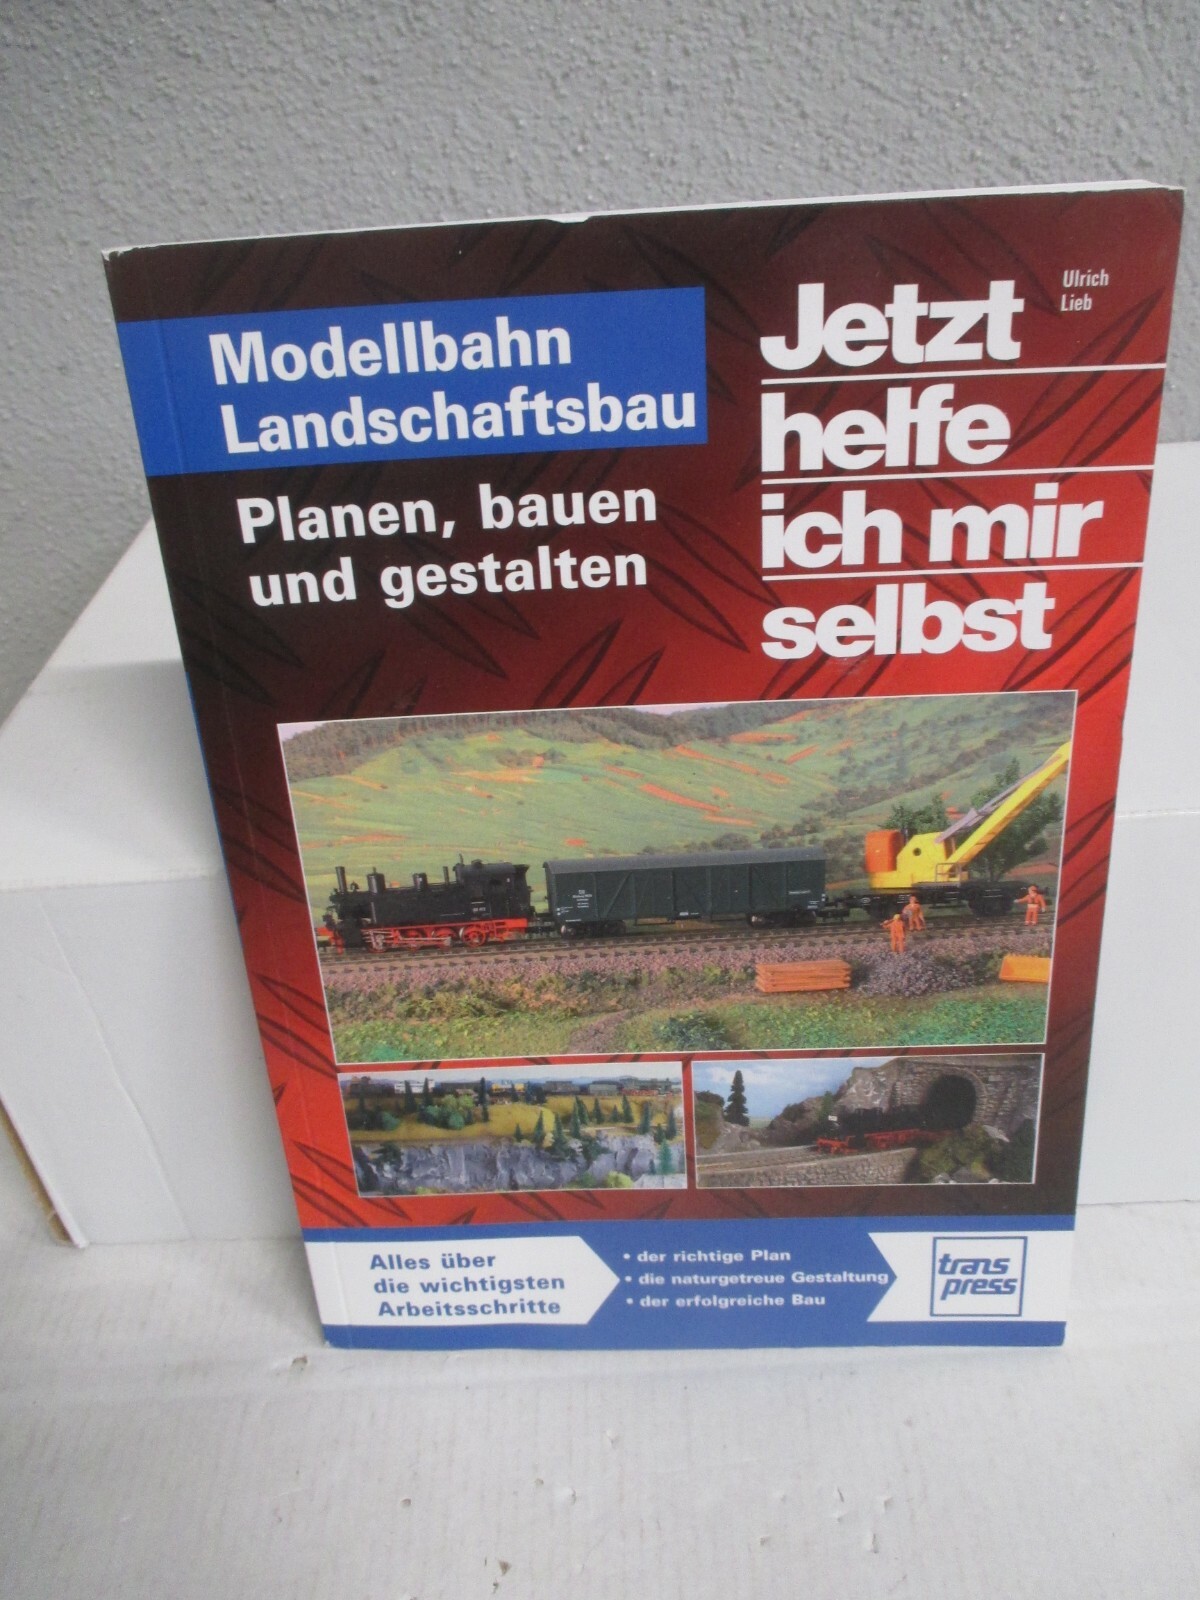 Modellbahn
Landschaftsbau
Planen, bauen
und gestalten
Ulrich
Lieb
Jetzt
helfe
ich mir
selbst
Alles über
die wichtigsten
Arbeitsschritte
• der richtige Plan
• die naturgetreue Gestaltung
• der erfolgreiche Bau
trans
press